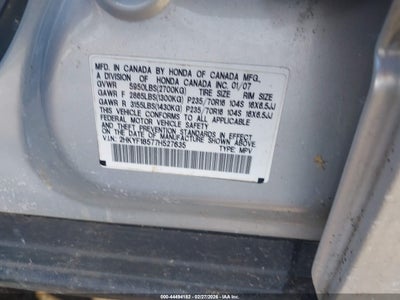 MFD. IN CANADA BY HONDA OF CANADA MFG.,
A DIVISION OF HONDA CANADA INC. 01/07
GVWR 5950LBS(2700KG) TIRE SIZE RIM SIZE
GAWR F 2865LBS(1300KG) P235/70R16 104S 16X6.5JJ
GAWR R 3155LBS(1430KG) P235/70R16 104S 16X6.5JJ
THIS VEHICLE CONFORMS TO ALL APPLICABLE
FEDERAL MOTOR VEHICLE SAFETY
AND THEFT PREVENTION STANDARDS IN EFFECT
ON THE DATE OF MANUFACTURE SHOWN ABOVE.
VIN: 2HKYF18577H527635 TYPE: MPV
000-44494182 - 02/27/2026 - IAA Inc.